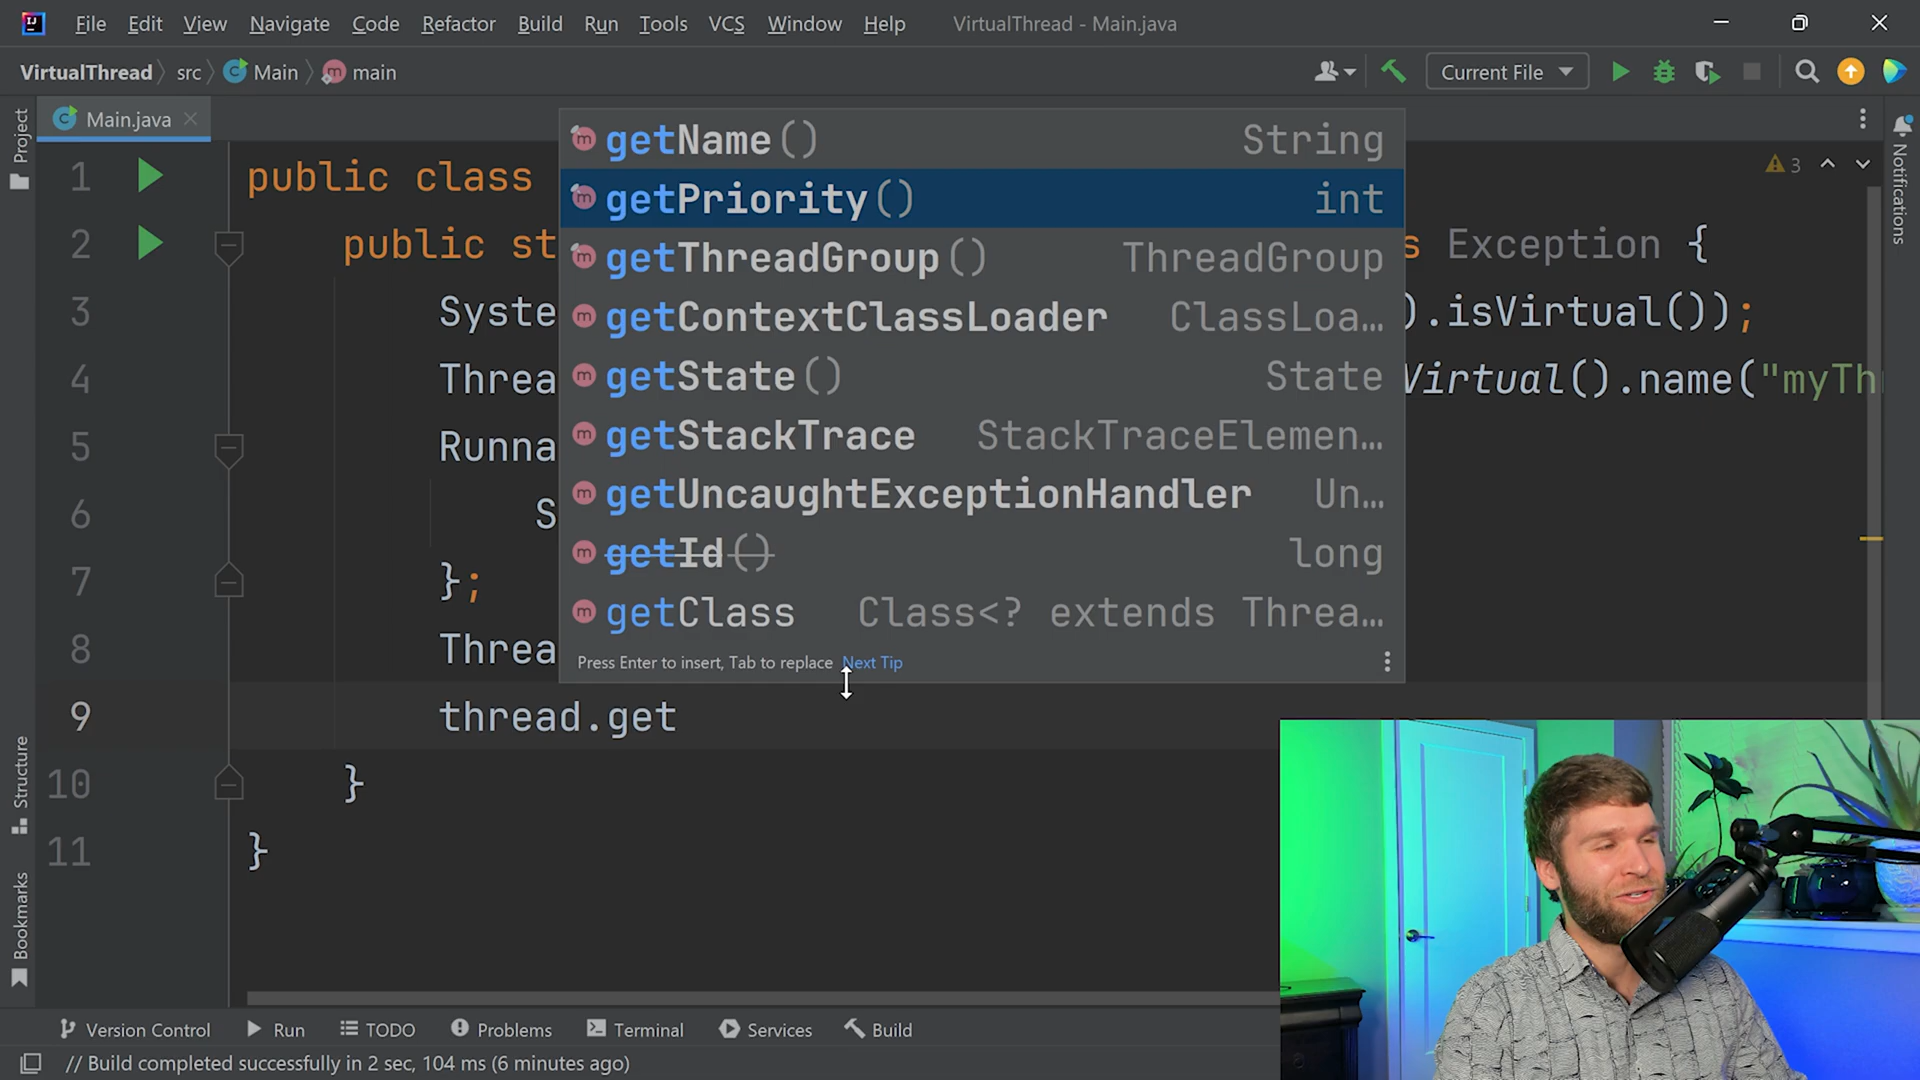 File Edit View Navigate Code Refactor Build Run Tools VCS Window Help VirtualThread - Main.java
VirtualThread src Main main Current File
Project
Main.java
Notifications
Structure
Bookmarks
3
1 public class
2 public st s Exception {
3 Syste ).isVirtual());
4 Threa Virtual().name("myTh
5 Runna
6 S
7 };
8 Threa
9 thread.get
10 }
11 }
getName() String
getPriority() int
getThreadGroup() ThreadGroup
getContextClassLoader ClassLoa…
getState() State
getStackTrace StackTraceElemen…
getUncaughtExceptionHandler Un…
getId() long
getClass Class<? extends Threa…
Press Enter to insert, Tab to replace Next Tip
Version Control Run TODO Problems Terminal Services Build
// Build completed successfully in 2 sec, 104 ms (6 minutes ago)